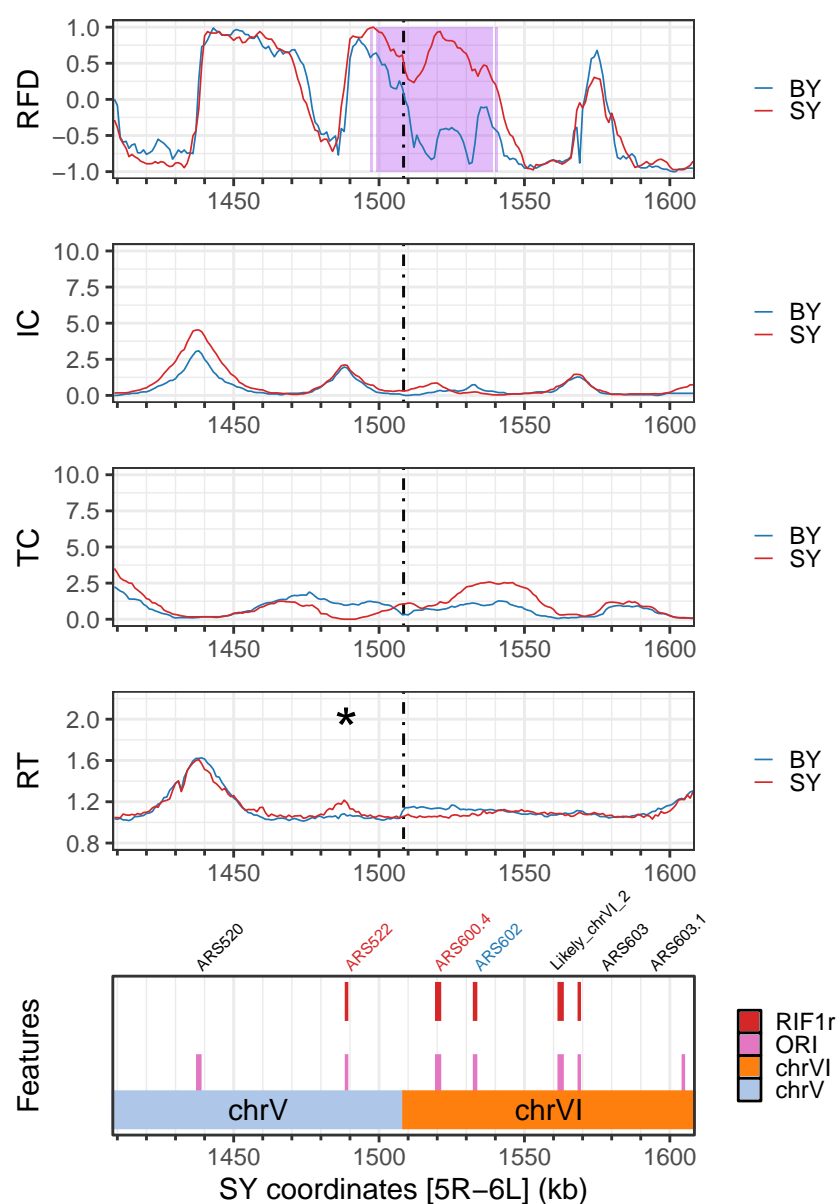 RFD
1.0
0.5
0.0
−0.5
−1.0
1450 1500 1550 1600
BY
SY
IC
10.0
7.5
5.0
2.5
0.0
1450 1500 1550 1600
BY
SY
TC
10.0
7.5
5.0
2.5
0.0
1450 1500 1550 1600
BY
SY
RT
2.0
1.6
1.2
0.8
*
1450 1500 1550 1600
BY
SY
ARS520 ARS522 ARS600.4 ARS602 Likely_chrVI_2 ARS603 ARS603.1
Features
chrV chrVI
RIF1r
ORI
chrVI
chrV
1450 1500 1550 1600
SY coordinates [5R−6L] (kb)